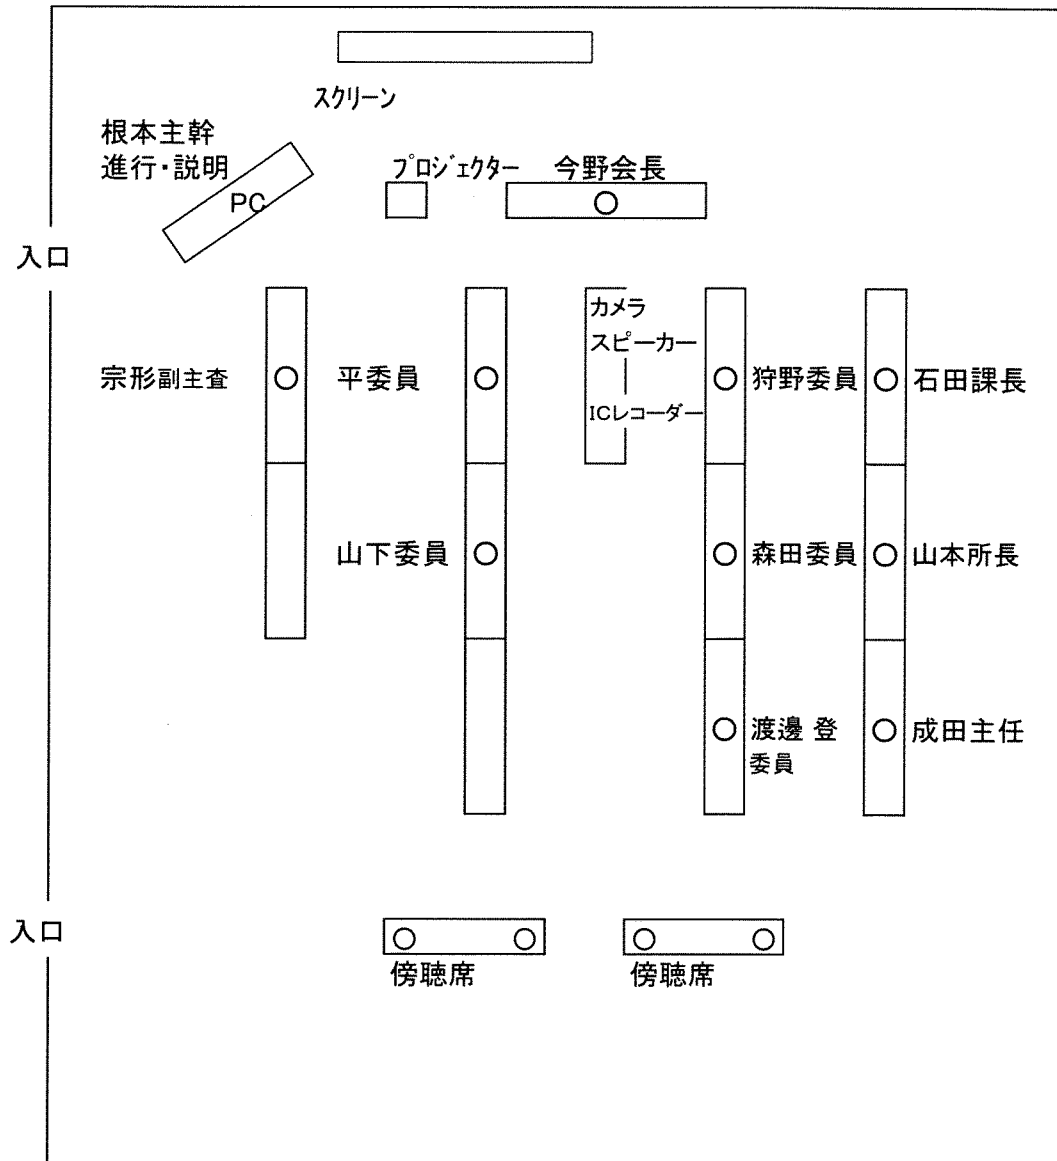 スクリーン
根本主幹
進行・説明
PC
プロジェクター
今野会長
入口
カメラ
スピーカー
ICレコーダー
宗形副主査
平委員
狩野委員
石田課長
山下委員
森田委員
山本所長
渡邊 登
委員
成田主任
入口
傍聴席
傍聴席